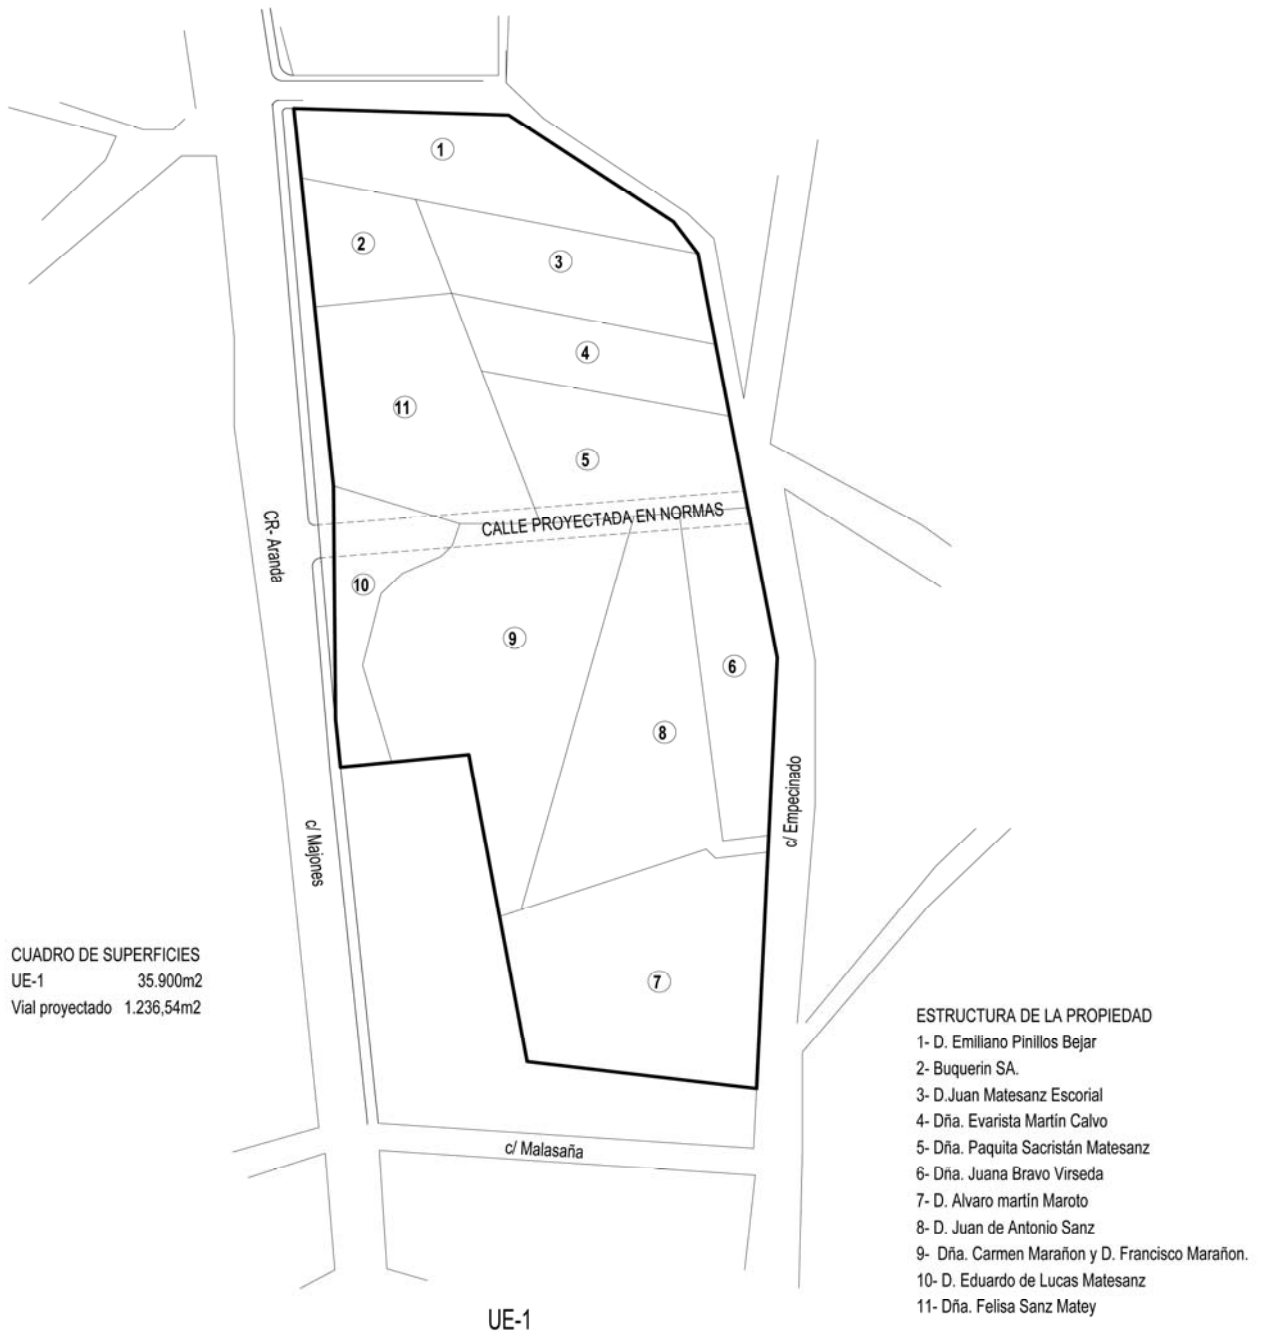 1
2
3
4
11
5
CALLE PROYECTADA EN NORMAS
CR- Aranda
10
9
6
8
c/ Empecinado
c/ Majones
7
CUADRO DE SUPERFICIES
UE-1 35.900m2
Vial proyectado 1.236,54m2
ESTRUCTURA DE LA PROPIEDAD
1- D. Emiliano Pinillos Bejar
2- Buquerin SA.
3- D.Juan Matesanz Escorial
4- Dña. Evarista Martín Calvo
5- Dña. Paquita Sacristán Matesanz
6- Dña. Juana Bravo Virseda
7- D. Alvaro martín Maroto
8- D. Juan de Antonio Sanz
9- Dña. Carmen Marañon y D. Francisco Marañon.
10- D. Eduardo de Lucas Matesanz
11- Dña. Felisa Sanz Matey
c/ Malasaña
UE-1